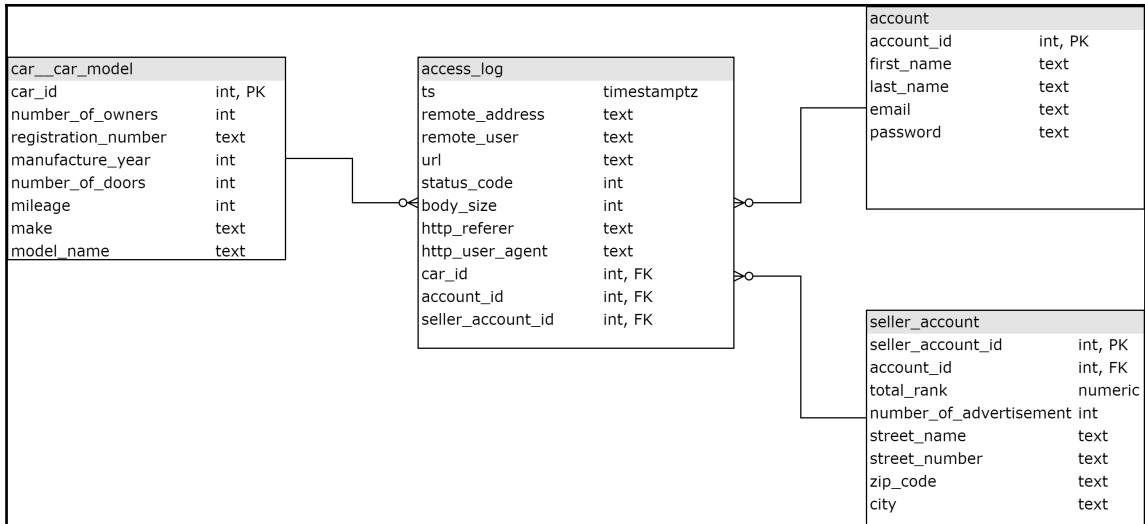 car__car_model
car_id int, PK
number_of_owners int
registration_number text
manufacture_year int
number_of_doors int
mileage int
make text
model_name text
access_log
ts timestamptz
remote_address text
remote_user text
url text
status_code int
body_size int
http_referer text
http_user_agent text
car_id int, FK
account_id int, FK
seller_account_id int, FK
account
account_id int, PK
first_name text
last_name text
email text
password text
seller_account
seller_account_id int, PK
account_id int, FK
total_rank numeric
number_of_advertisement int
street_name text
street_number text
zip_code text
city text